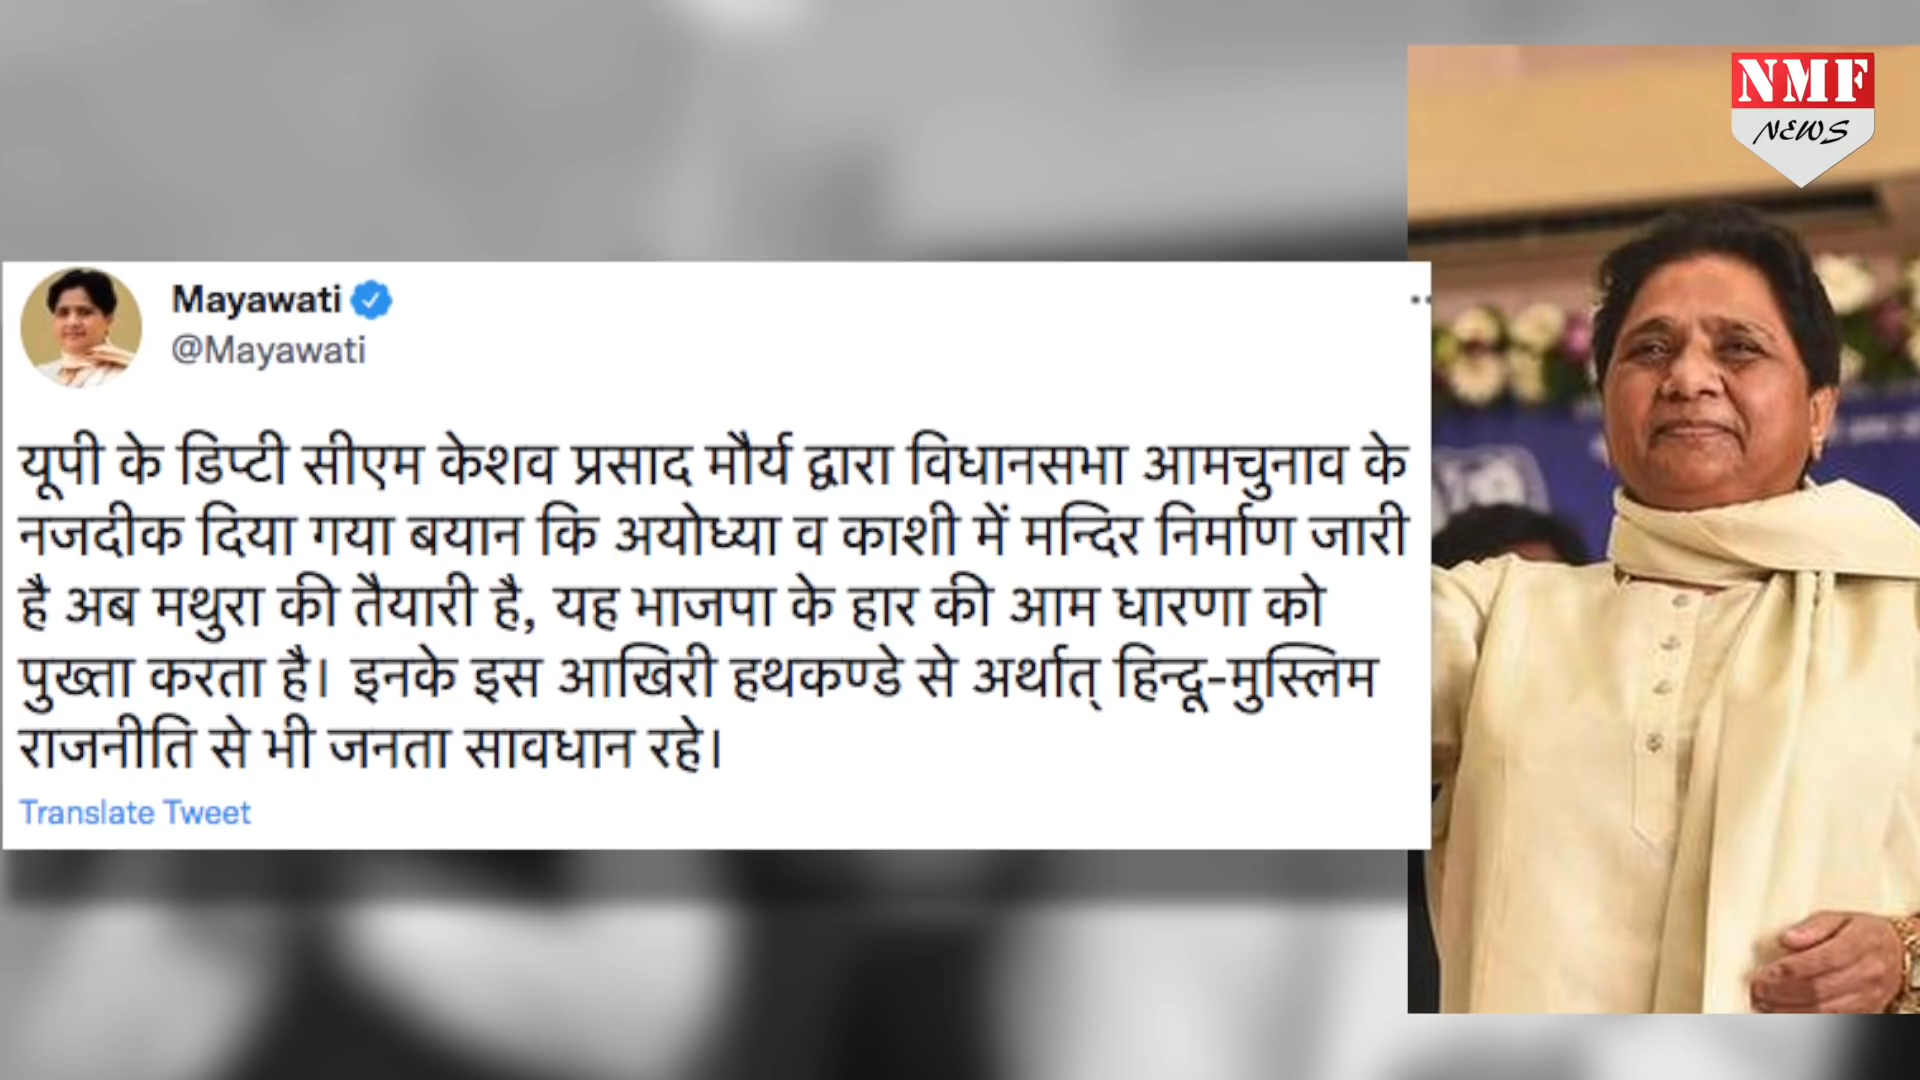 NMF
NEWS
Mayawati
@Mayawati
यूपी के डिप्टी सीएम केशव प्रसाद मौर्य द्वारा विधानसभा आमचुनाव के
नजदीक दिया गया बयान कि अयोध्या व काशी में मन्दिर निर्माण जारी
है अब मथुरा की तैयारी है, यह भाजपा के हार की आम धारणा को
पुख्ता करता है। इनके इस आखिरी हथकण्डे से अर्थात् हिन्दू-मुस्लिम
राजनीति से भी जनता सावधान रहे।
Translate Tweet